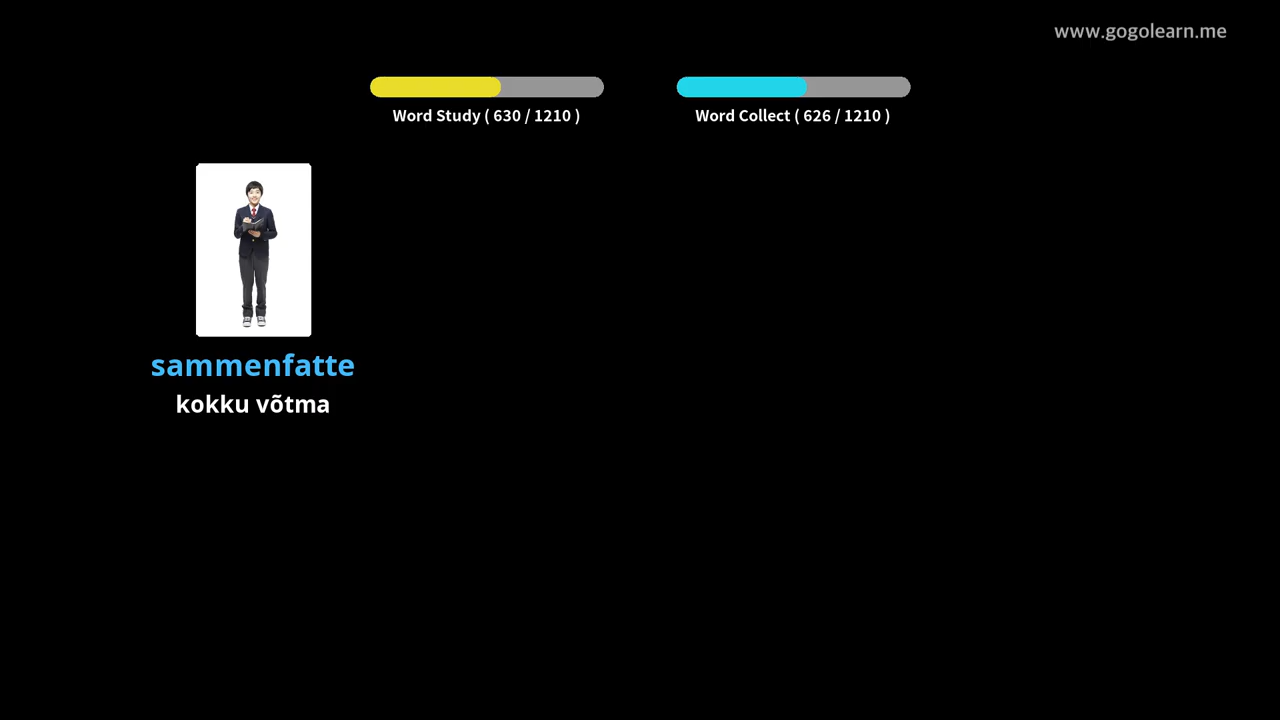 www.gogolearn.me
Word Study ( 630 / 1210 )
Word Collect ( 626 / 1210 )
sammenfatte
kokku võtma